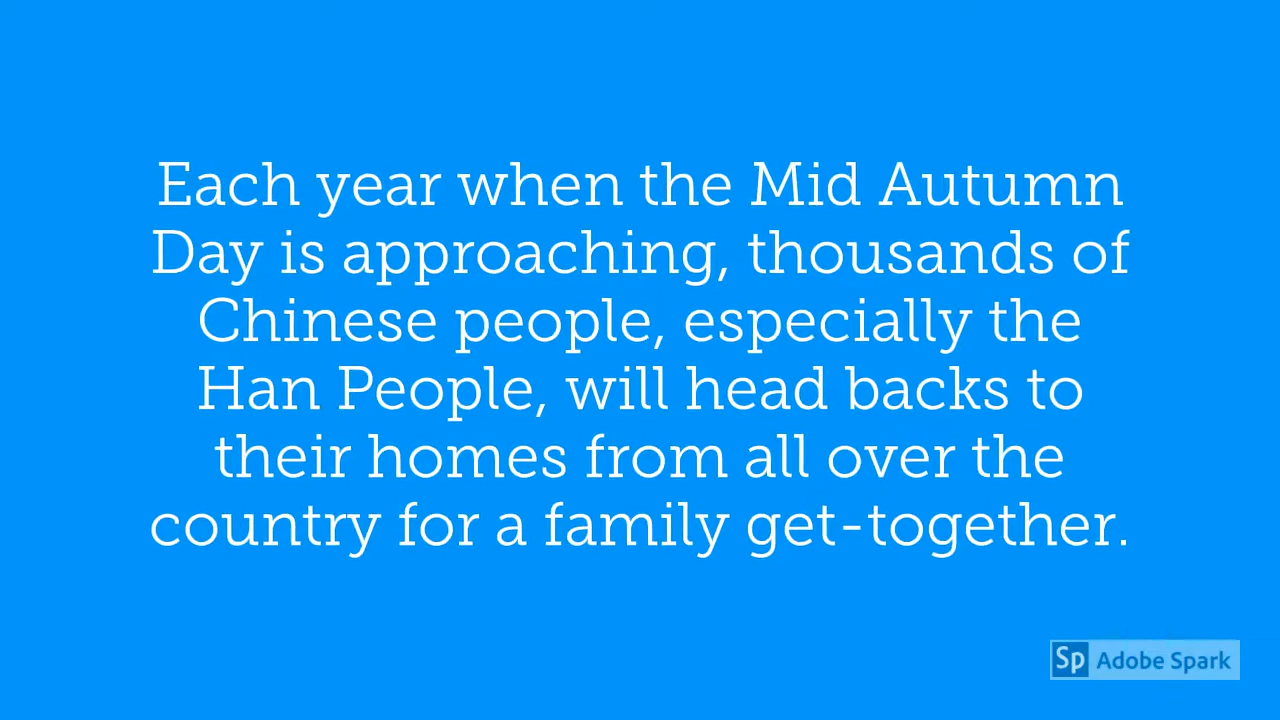 Each year when the Mid Autumn
Day is approaching, thousands of
Chinese people, especially the
Han People, will head backs to
their homes from all over the
country for a family get-together.
Sp Adobe Spark